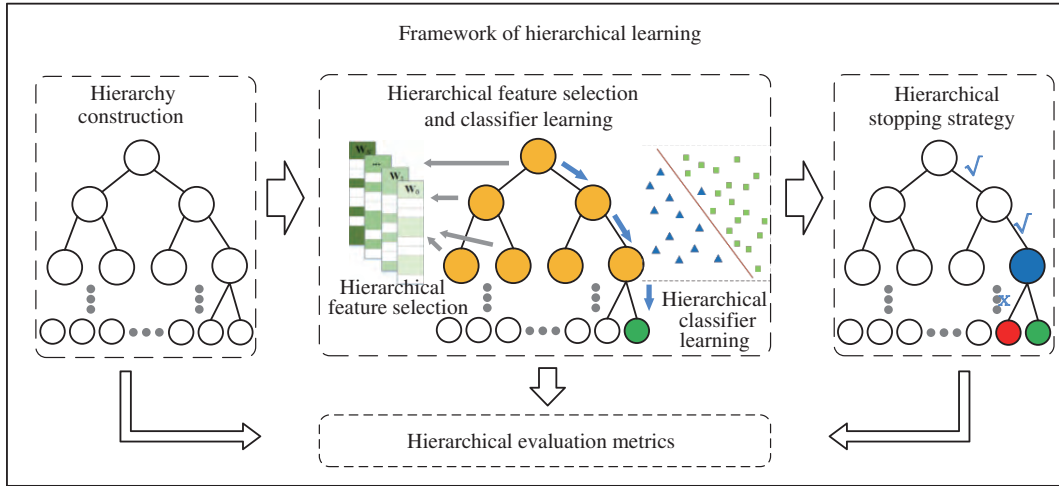 Framework of hierarchical learning
Hierarchy
construction
Hierarchical feature selection
and classifier learning
W
W
W₀
Hierarchical
feature selection
Hierarchical
classifier
learning
Hierarchical
stopping strategy
√
√
x
Hierarchical evaluation metrics